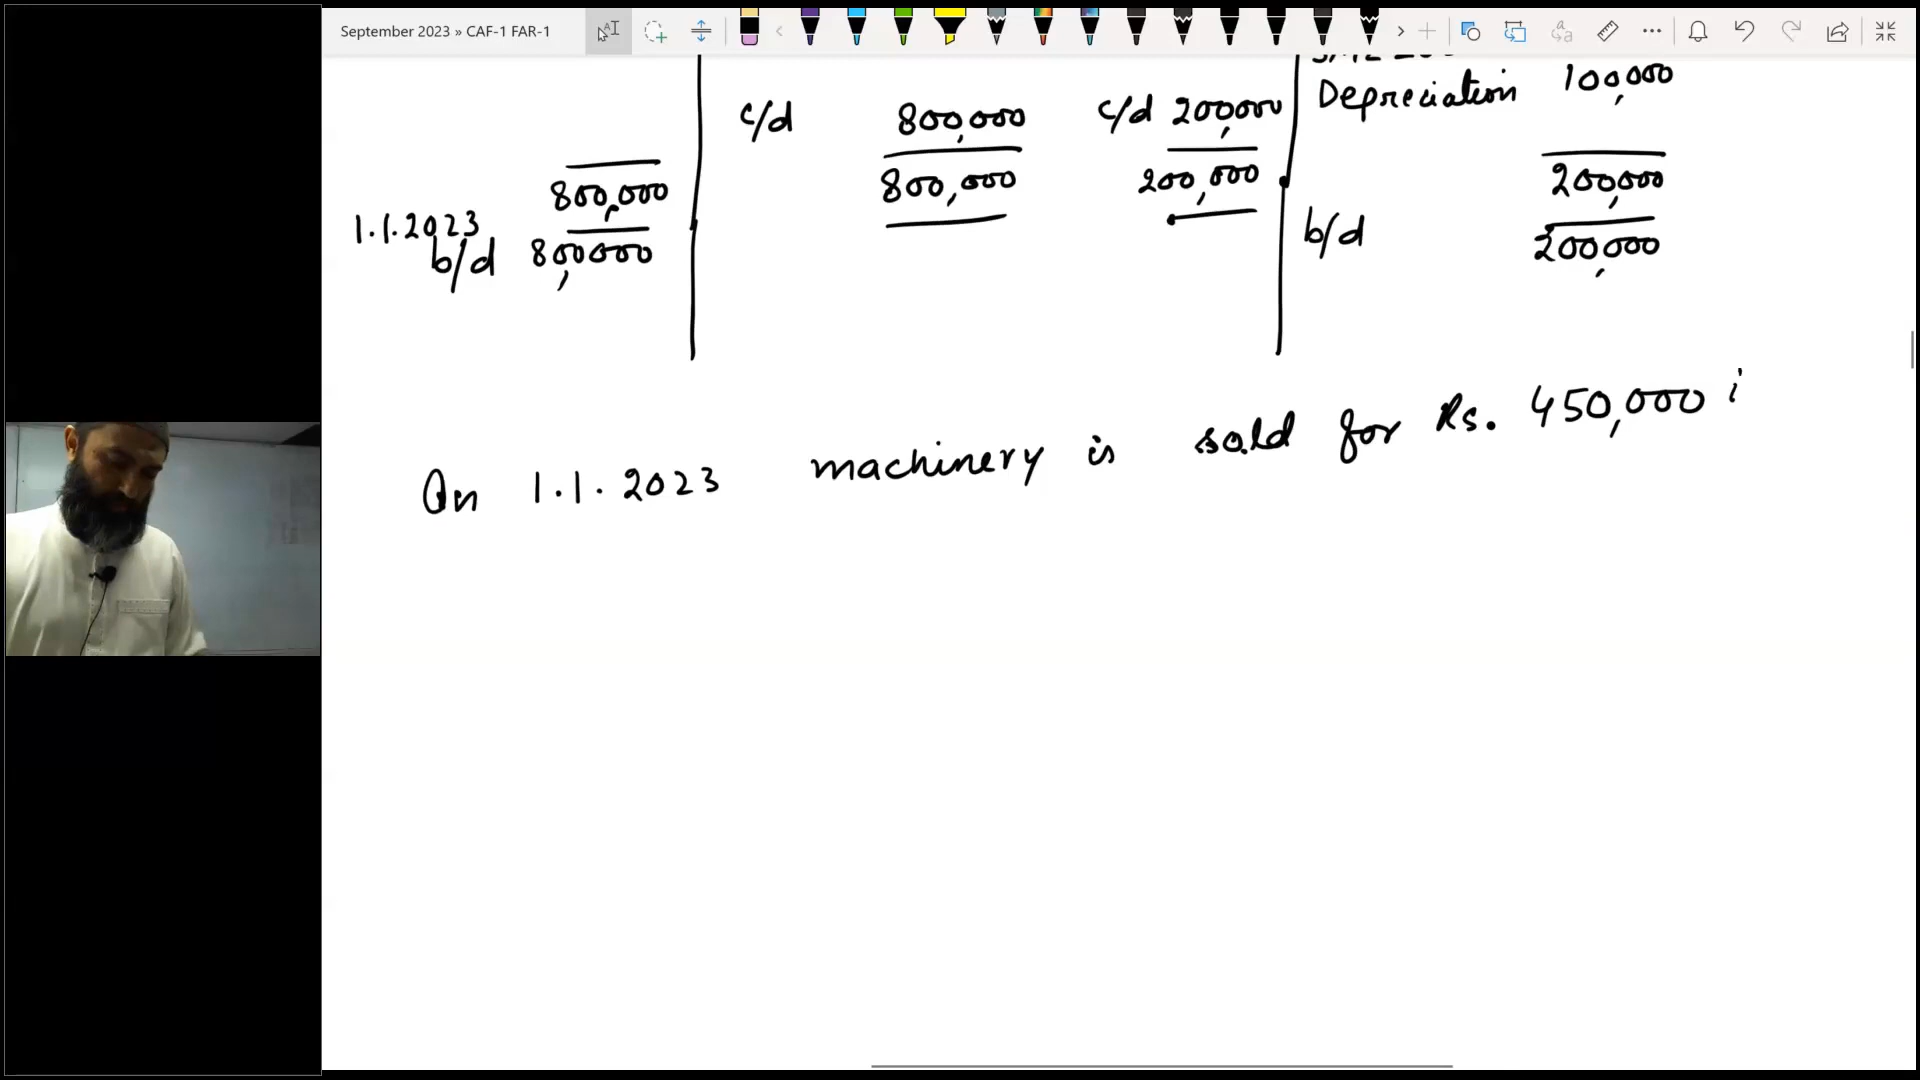 September 2023 » CAF-1 FAR-1
Depreciation 100,000
c/d 800,000 c/d 200,000
800,000 800,000 200,000 200,000
1.1.2023
b/d 800,000 b/d 200,000
On 1.1.2023 machinery is sold for Rs. 450,000 i